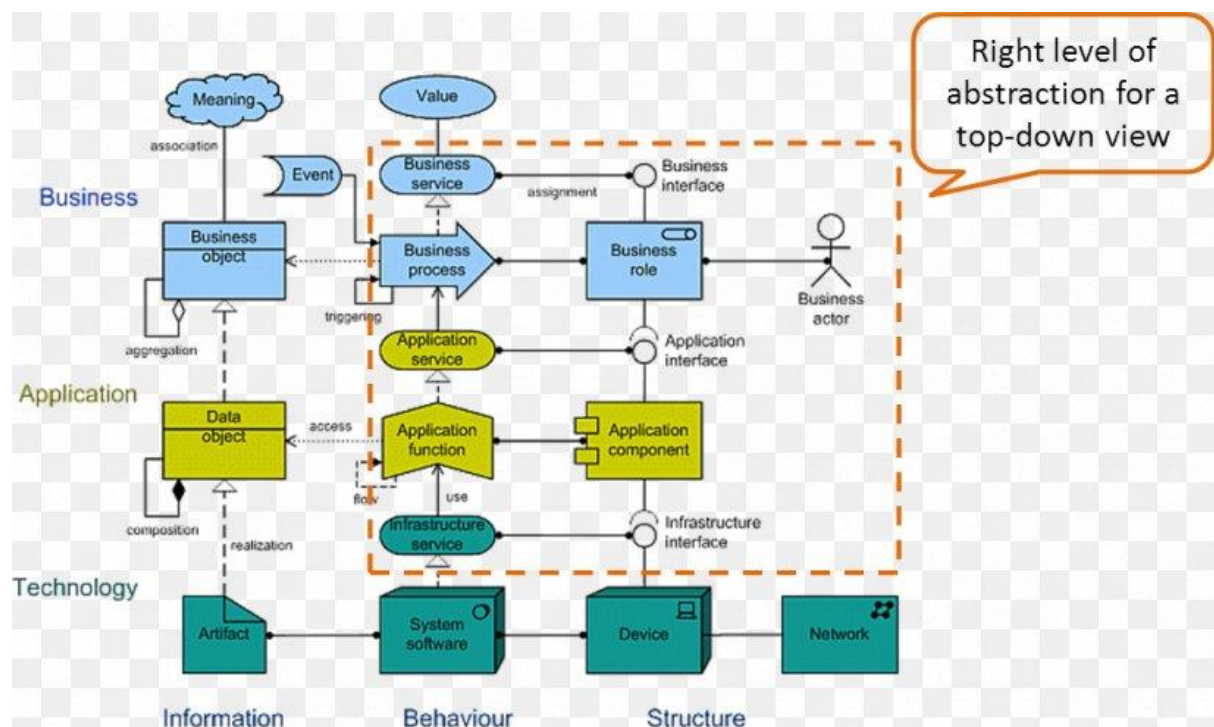 Right level of
abstraction for a
top-down view
Meaning
Value
association
Event
Business
service
assignment
Business
interface
Business
Business
object
Business
process
Business
role
Business
actor
triggering
aggregation
Application
service
Application
interface
Application
Data
object
access
Application
function
Application
component
flow
use
composition
realization
Infrastructure
service
Infrastructure
interface
Technology
Artifact
System
software
Device
Network
Information
Behaviour
Structure